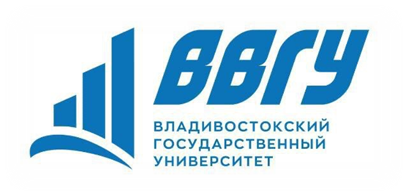 ВВГУ
ВЛАДИВОСТОКСКИЙ
ГОСУДАРСТВЕННЫЙ
УНИВЕРСИТЕТ